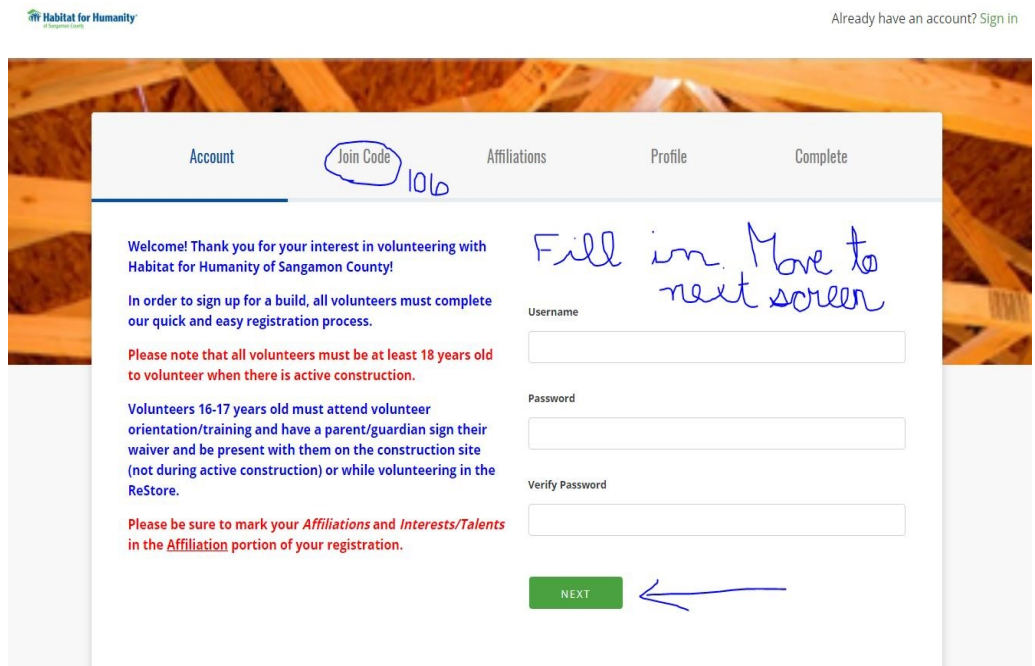 Habitat for Humanity®
of Sangamon County
Already have an account? Sign in
Account
Join Code
Affiliations
Profile
Complete
106
Welcome! Thank you for your interest in volunteering with
Habitat for Humanity of Sangamon County!
In order to sign up for a build, all volunteers must complete
our quick and easy registration process.
Please note that all volunteers must be at least 18 years old
to volunteer when there is active construction.
Volunteers 16-17 years old must attend volunteer
orientation/training and have a parent/guardian sign their
waiver and be present with them on the construction site
(not during active construction) or while volunteering in the
ReStore.
Please be sure to mark your Affiliations and Interests/Talents
in the Affiliation portion of your registration.
Fill in. Move to
next screen
Username
Password
Verify Password
NEXT